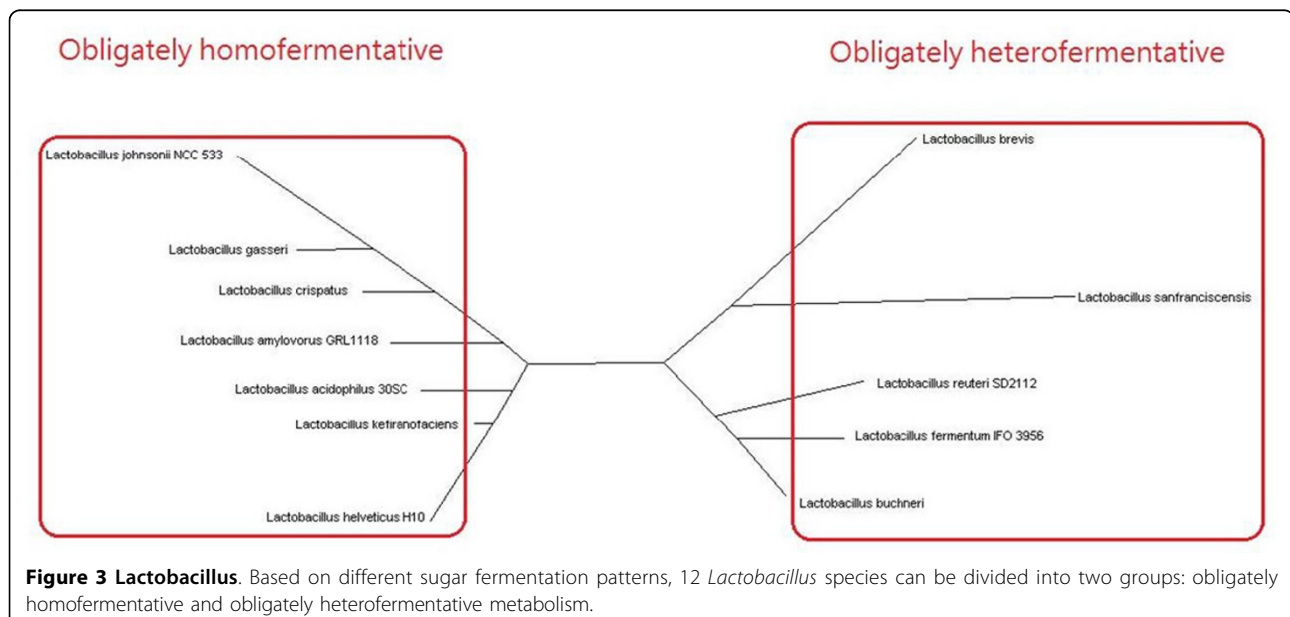 Obligately homofermentative
Obligately heterofermentative
Lactobacillus johnsonii NCC 533
Lactobacillus gasseri
Lactobacillus crispatus
Lactobacillus amylovorus GRL1118
Lactobacillus acidophilus 30SC
Lactobacillus kefiranofaciens
Lactobacillus helveticus H10
Lactobacillus brevis
Lactobacillus sanfranciscensis
Lactobacillus reuteri SD2112
Lactobacillus fermentum IFO 3956
Lactobacillus buchneri
Figure 3 Lactobacillus. Based on different sugar fermentation patterns, 12 Lactobacillus species can be divided into two groups: obligately
homofermentative and obligately heterofermentative metabolism.